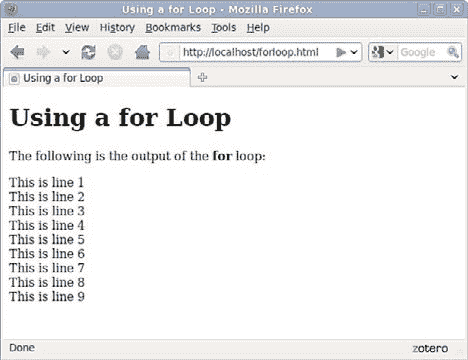 Using a for Loop - Mozilla Firefox
File Edit View History Bookmarks Tools Help
http://localhost/forloop.html Google
Using a for Loop
Using a for Loop
The following is the output of the for loop:
This is line 1
This is line 2
This is line 3
This is line 4
This is line 5
This is line 6
This is line 7
This is line 8
This is line 9
Done zotero